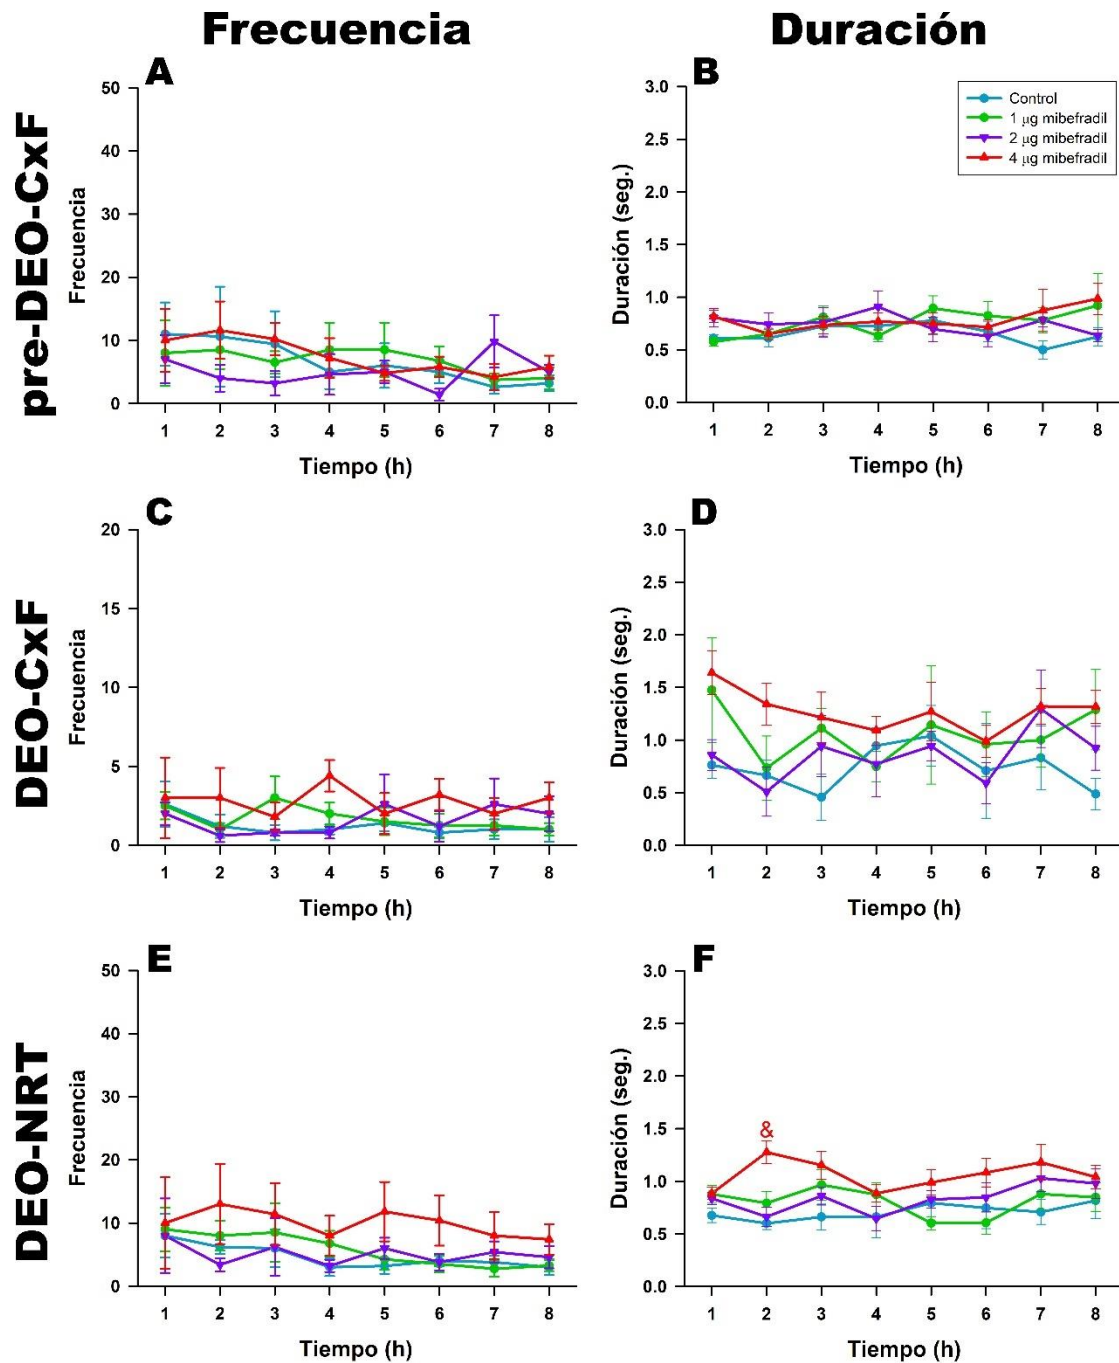 Frecuencia
Duración
pre-DEO-CxF
A
50
40
30
20
10
0
Frecuencia
1 2 3 4 5 6 7 8
Tiempo (h)
B
3.0
2.5
2.0
1.5
1.0
0.5
0.0
Duración (seg.)
1 2 3 4 5 6 7 8
Tiempo (h)
Control
1 µg mibefradil
2 µg mibefradil
4 µg mibefradil
DEO-CxF
C
20
15
10
5
0
Frecuencia
1 2 3 4 5 6 7 8
Tiempo (h)
D
3.0
2.5
2.0
1.5
1.0
0.5
0.0
Duración (seg.)
1 2 3 4 5 6 7 8
Tiempo (h)
DEO-NRT
E
50
40
30
20
10
0
Frecuencia
1 2 3 4 5 6 7 8
Tiempo (h)
F
3.0
2.5
2.0
1.5
1.0
0.5
0.0
Duración (seg.)
&
1 2 3 4 5 6 7 8
Tiempo (h)